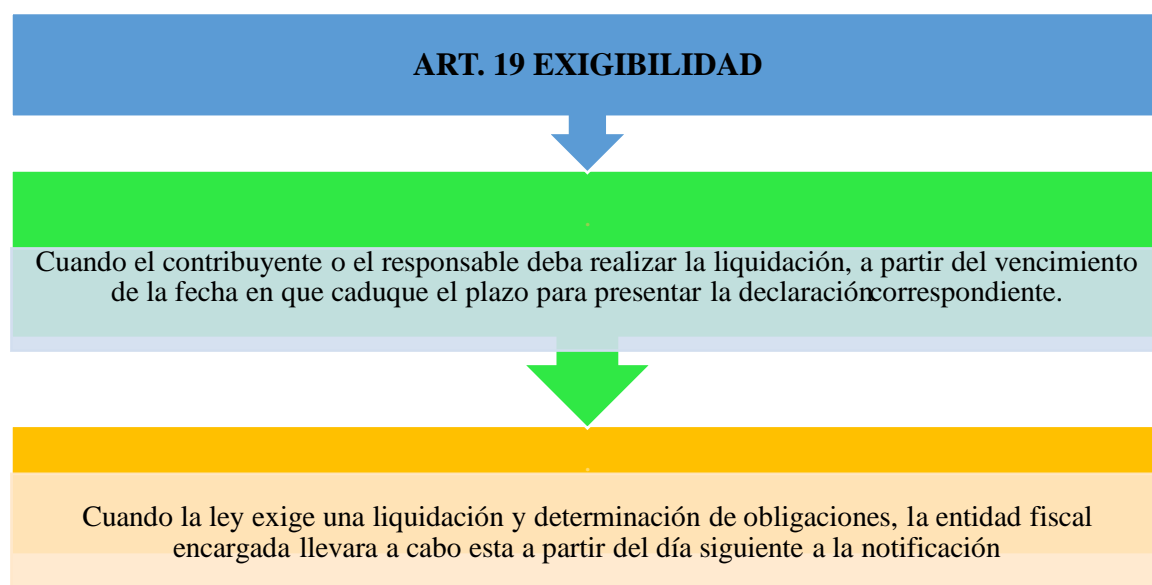 ART. 19 EXIGIBILIDAD
Cuando el contribuyente o el responsable deba realizar la liquidación, a partir del vencimiento
de la fecha en que caduque el plazo para presentar la declaracióncorrespondiente.
Cuando la ley exige una liquidación y determinación de obligaciones, la entidad fiscal
encargada llevara a cabo esta a partir del día siguiente a la notificación